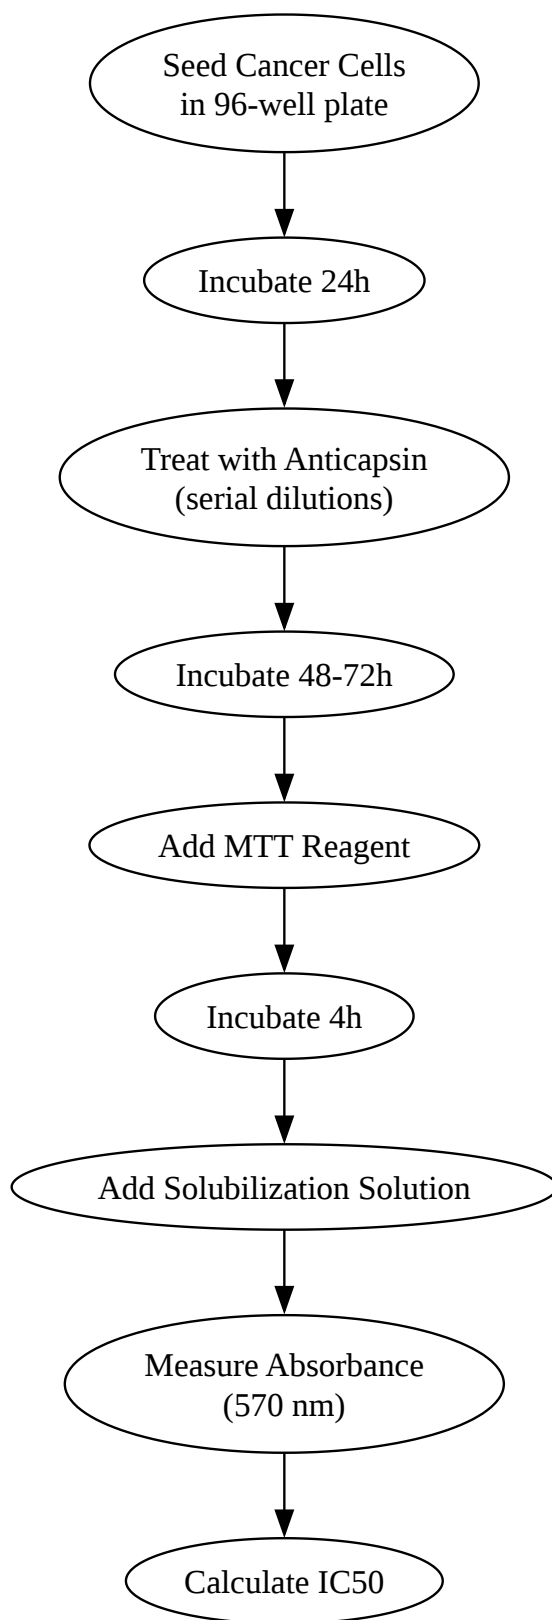 Seed Cancer Cells
in 96-well plate
Incubate 24h
Treat with Anticapsin
(serial dilutions)
Incubate 48-72h
Add MTT Reagent
Incubate 4h
Add Solubilization Solution
Measure Absorbance
(570 nm)
Calculate IC50